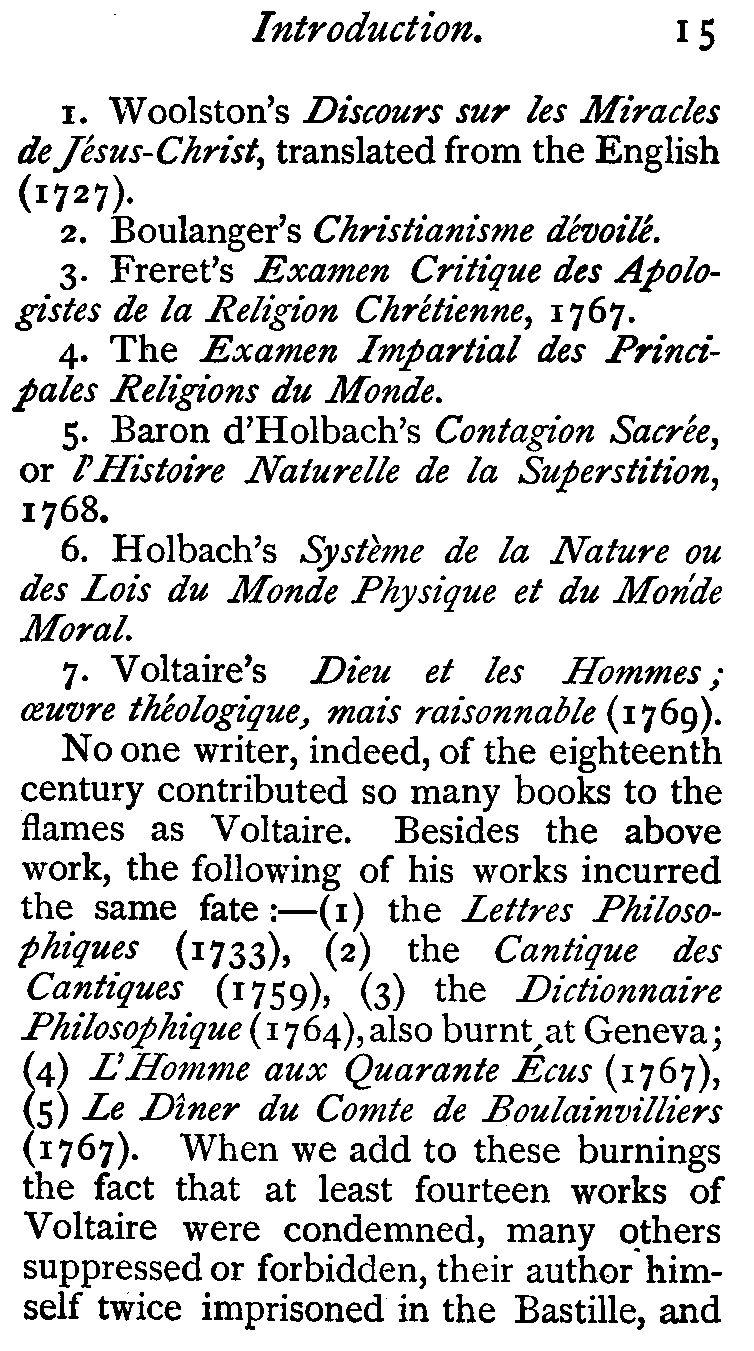 Introduction. 15
1. Woolston's Discours sur les Miracles
de Jésus-Christ, translated from the English
(1727).
2. Boulanger's Christianisme dévoilé.
3. Freret's Examen Critique des Apolo-
gistes de la Religion Chrétienne, 1767.
4. The Examen Impartial des Princi-
pales Religions du Monde.
5. Baron d'Holbach's Contagion Sacrée,
or l'Histoire Naturelle de la Superstition,
1768.
6. Holbach's Système de la Nature ou
des Lois du Monde Physique et du Monde
Moral.
7. Voltaire's Dieu et les Hommes;
œuvre théologique, mais raisonnable (1769).
No one writer, indeed, of the eighteenth
century contributed so many books to the
flames as Voltaire. Besides the above
work, the following of his works incurred
the same fate:—(1) the Lettres Philoso-
phiques (1733), (2) the Cantique des
Cantiques (1759), (3) the Dictionnaire
Philosophique (1764), also burnt at Geneva;
(4) L'Homme aux Quarante Écus (1767),
(5) Le Dîner du Comte de Boulainvilliers
(1767). When we add to these burnings
the fact that at least fourteen works of
Voltaire were condemned, many others
suppressed or forbidden, their author him-
self twice imprisoned in the Bastille, and